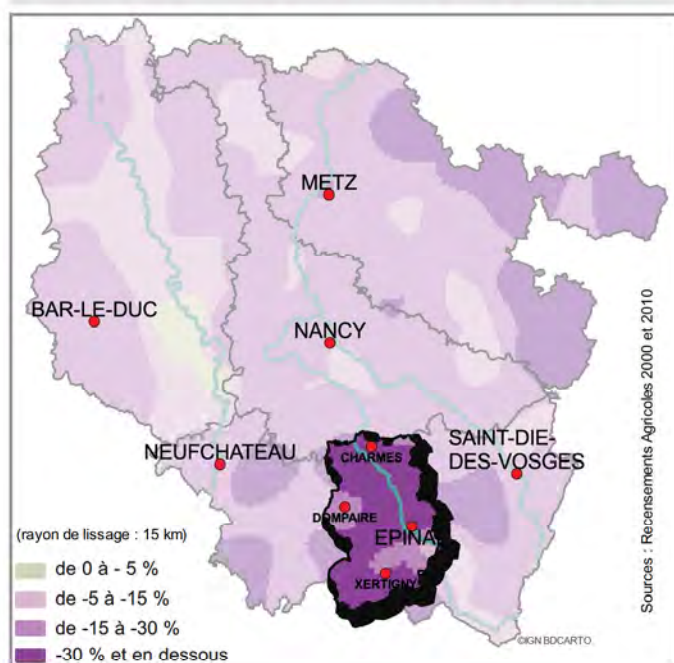 METZ
BAR-LE-DUC
NANCY
NEUFCHATEAU
SAINT-DIE-
DES-VOSGES
CHARMES
DOMPAIRE
EPINA
XERTIGNY
(rayon de lissage : 15 km)
de 0 à - 5 %
de -5 à -15 %
de -15 à -30 %
-30 % et en dessous
©IGN BDCARTO
Sources : Recensements Agricoles 2000 et 2010